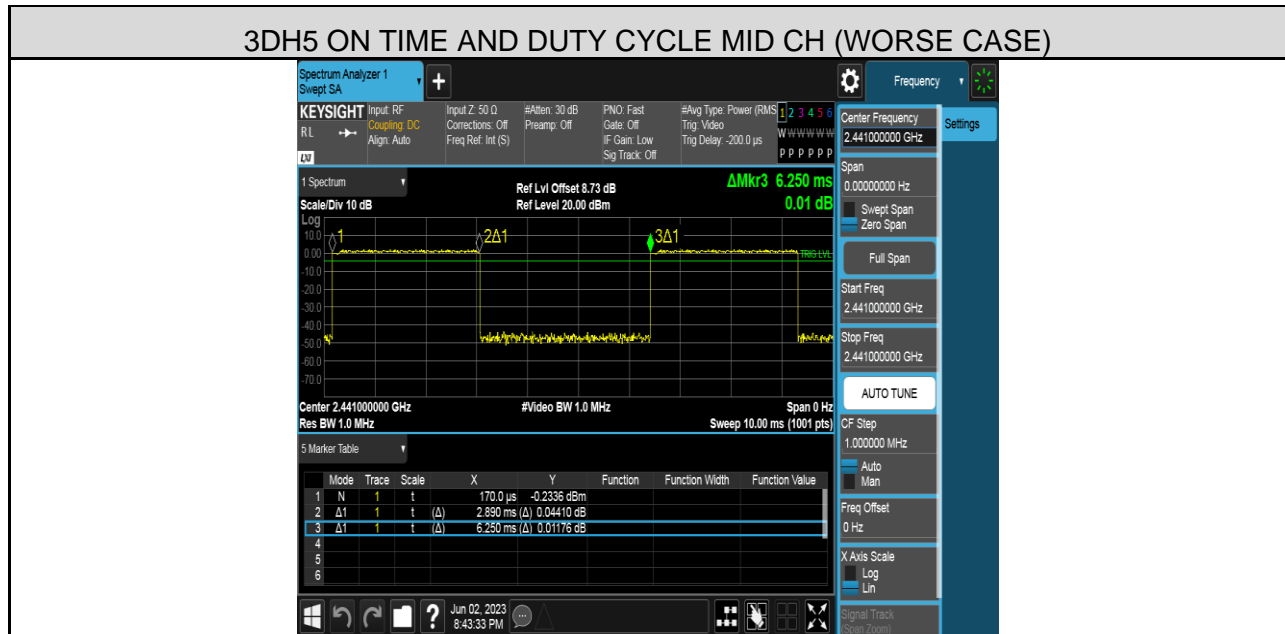 3DH5 ON TIME AND DUTY CYCLE MID CH (WORSE CASE)
Spectrum Analyzer 1
Swept SA
Frequency
KEYSIGHT Input: RF Input Z: 50 Ω #Atten: 30 dB PNO: Fast #Avg Type: Power (RMS 1 2 3 4 5 6
RL Coupling: DC Corrections: Off Preamp: Off Gate: Off Trig: Video W W W W W W
Align: Auto Freq Ref: Int (S) IF Gain: Low Trig Delay: -200.0 µs
LXI Sig Track: Off P P P P P P
1 Spectrum
Ref Lvl Offset 8.73 dB
ΔMkr3 6.250 ms
Scale/Div 10 dB Ref Level 20.00 dBm 0.01 dB
Log
10.0
1 2Δ1 3Δ1
0.00
TRIG LVL
-10.0
-20.0
-30.0
-40.0
-50.0
-60.0
-70.0
Center 2.441000000 GHz #Video BW 1.0 MHz Span 0 Hz
Res BW 1.0 MHz Sweep 10.00 ms (1001 pts)
5 Marker Table
Mode Trace Scale X Y Function Function Width Function Value
1 N 1 t 170.0 µs -0.2336 dBm
2 Δ1 1 t (Δ) 2.890 ms (Δ) 0.04410 dB
3 Δ1 1 t (Δ) 6.250 ms (Δ) 0.01176 dB
4
5
6
Jun 02, 2023
8:43:33 PM
Center Frequency
2.441000000 GHz
Settings
Span
0.00000000 Hz
Swept Span
Zero Span
Full Span
Start Freq
2.441000000 GHz
Stop Freq
2.441000000 GHz
AUTO TUNE
CF Step
1.000000 MHz
Auto
Man
Freq Offset
0 Hz
X Axis Scale
Log
Lin
Signal Track
(Span Zoom)